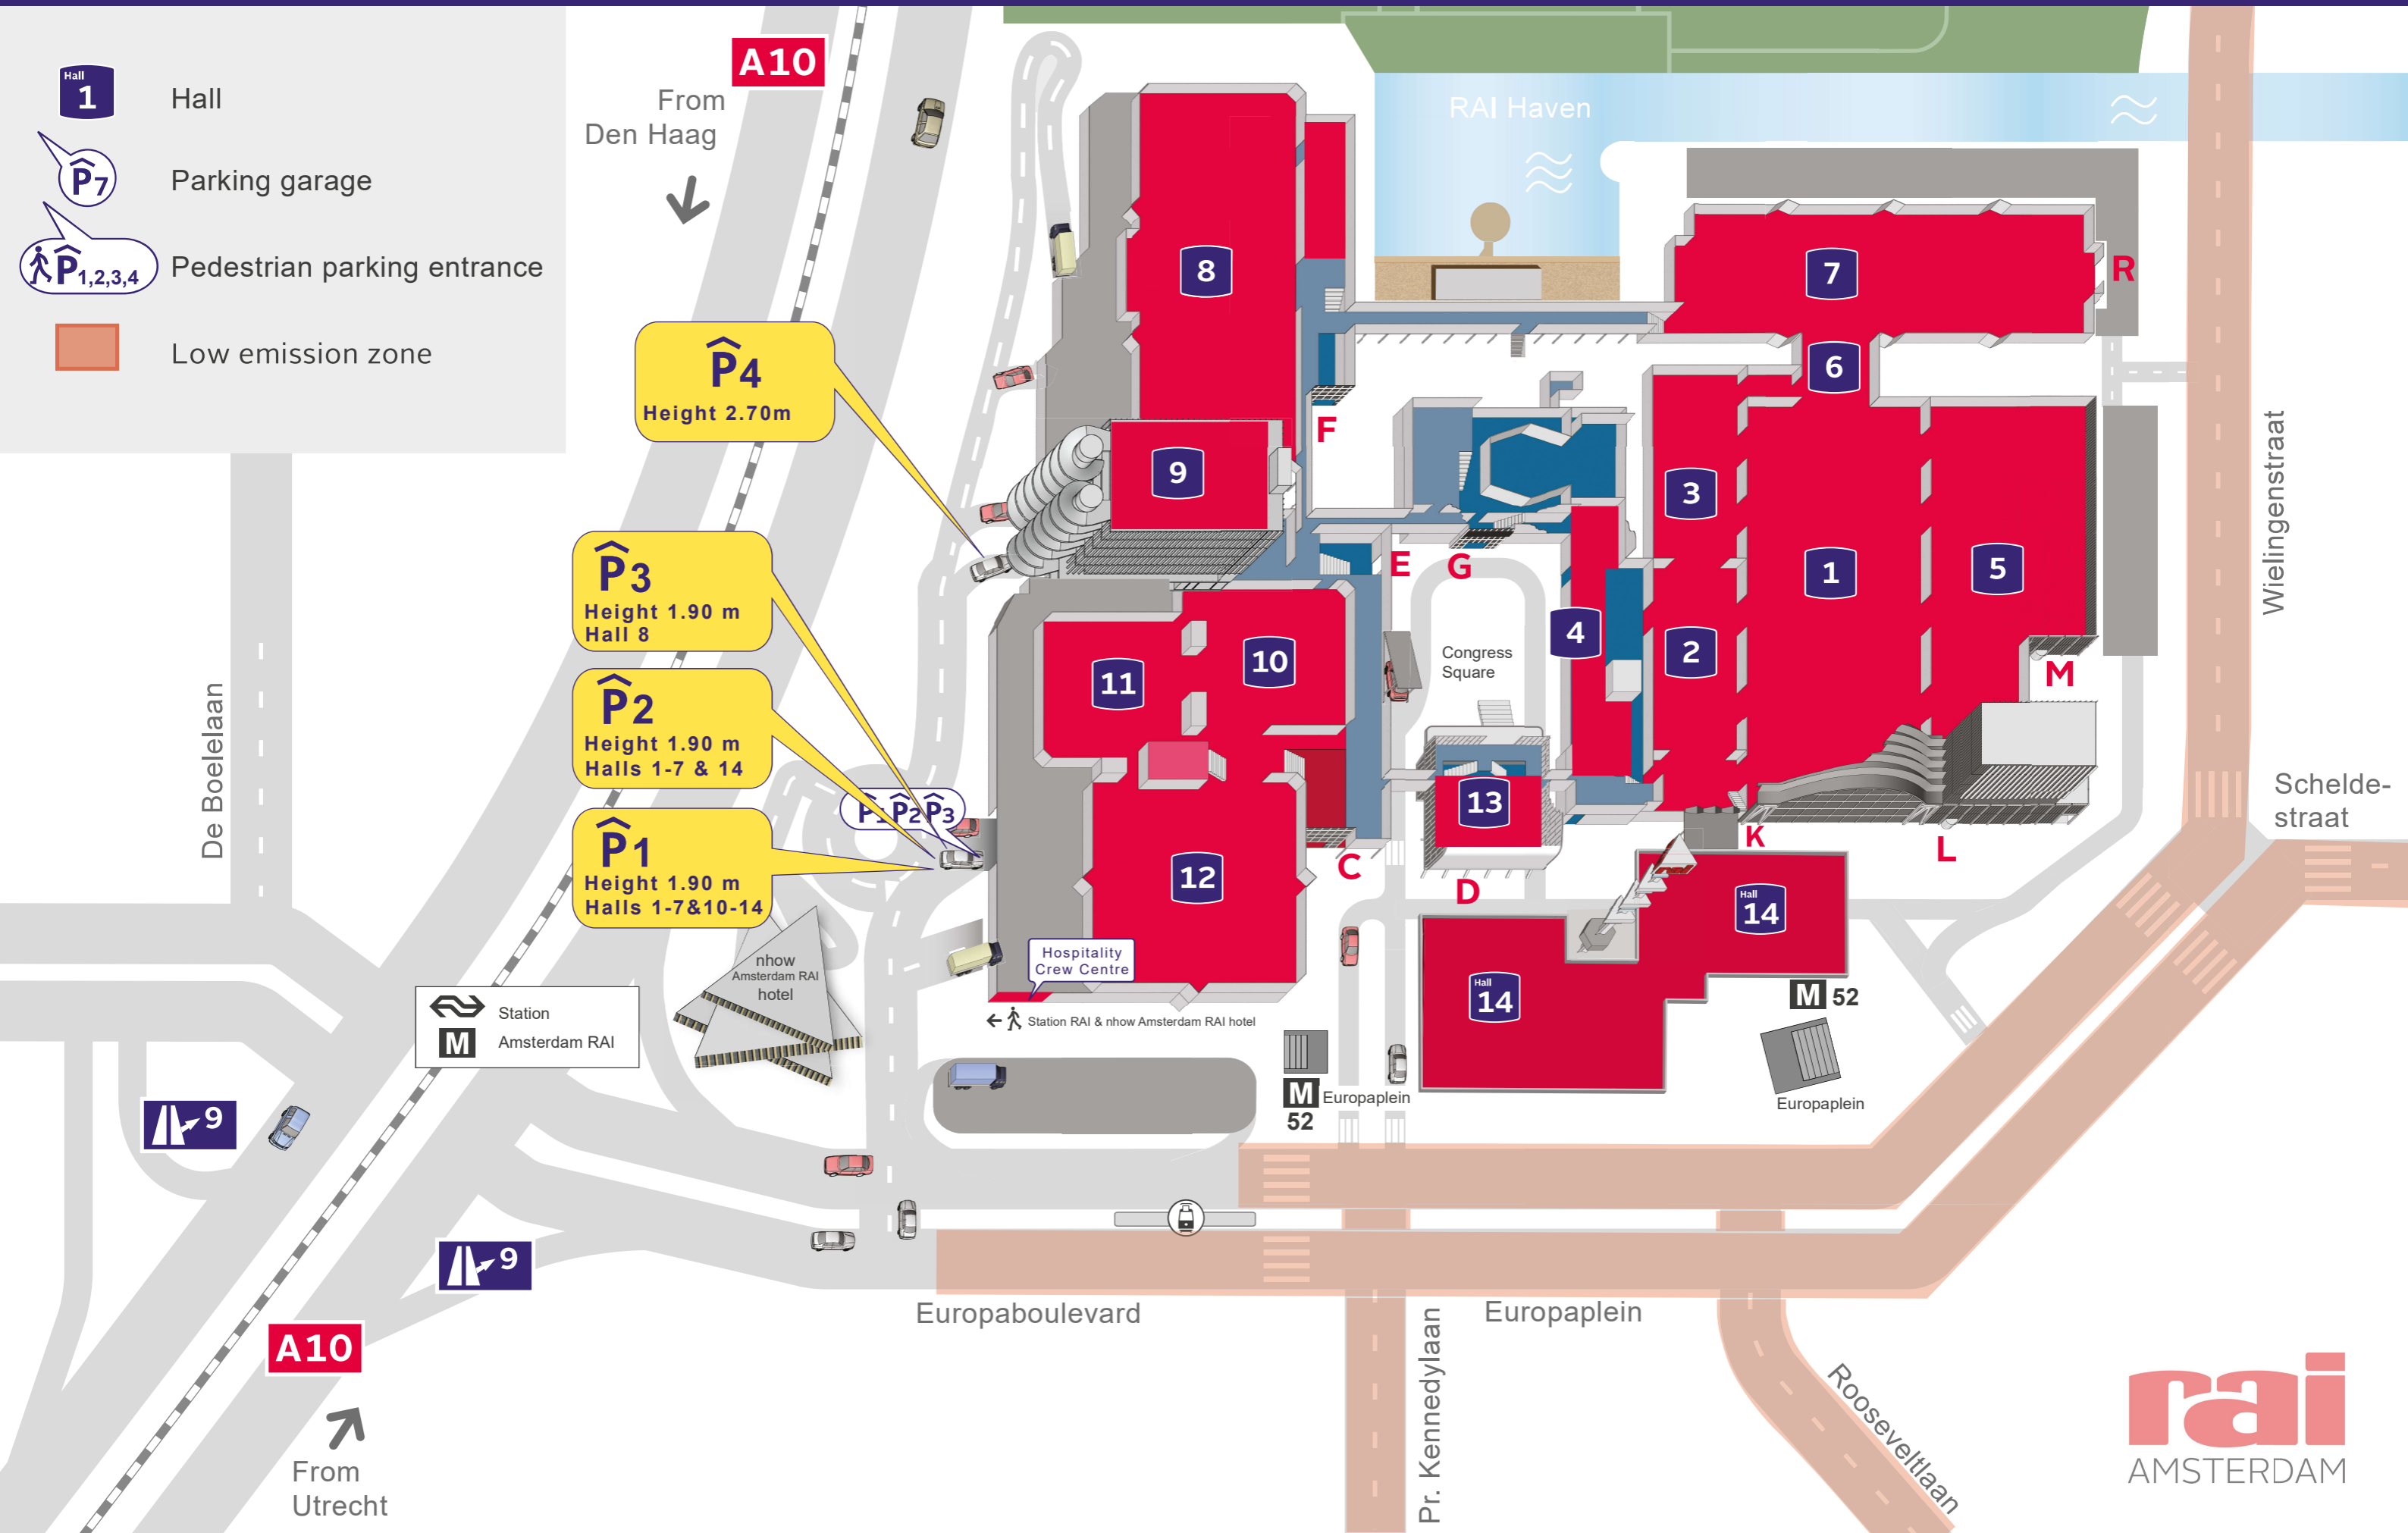 Hall
1
Hall
P7
Parking garage
P1,2,3,4
Pedestrian parking entrance
Low emission zone
A10
From
Den Haag
RAI Haven
P4
Height 2.70m
P3
Height 1.90 m
Hall 8
P2
Height 1.90 m
Halls 1-7 & 14
P1
Height 1.90 m
Halls 1-7&10-14
P1 P2 P3
8
7
R
6
F
9
3
E
G
1
5
4
2
M
10
11
Congress
Square
13
K
L
C
12
D
Hall
14
Hall
14
Hospitality
Crew Centre
Station RAI & nhow Amsterdam RAI hotel
nhow
Amsterdam RAI
hotel
Station
M
Amsterdam RAI
M 52
Europaplein
M Europaplein
52
De Boelelaan
Wielingenstraat
Schelde-
straat
9
9
A10
From
Utrecht
Europaboulevard
Europaplein
Pr. Kennedylaan
Rooseveltlaan
rai
AMSTERDAM